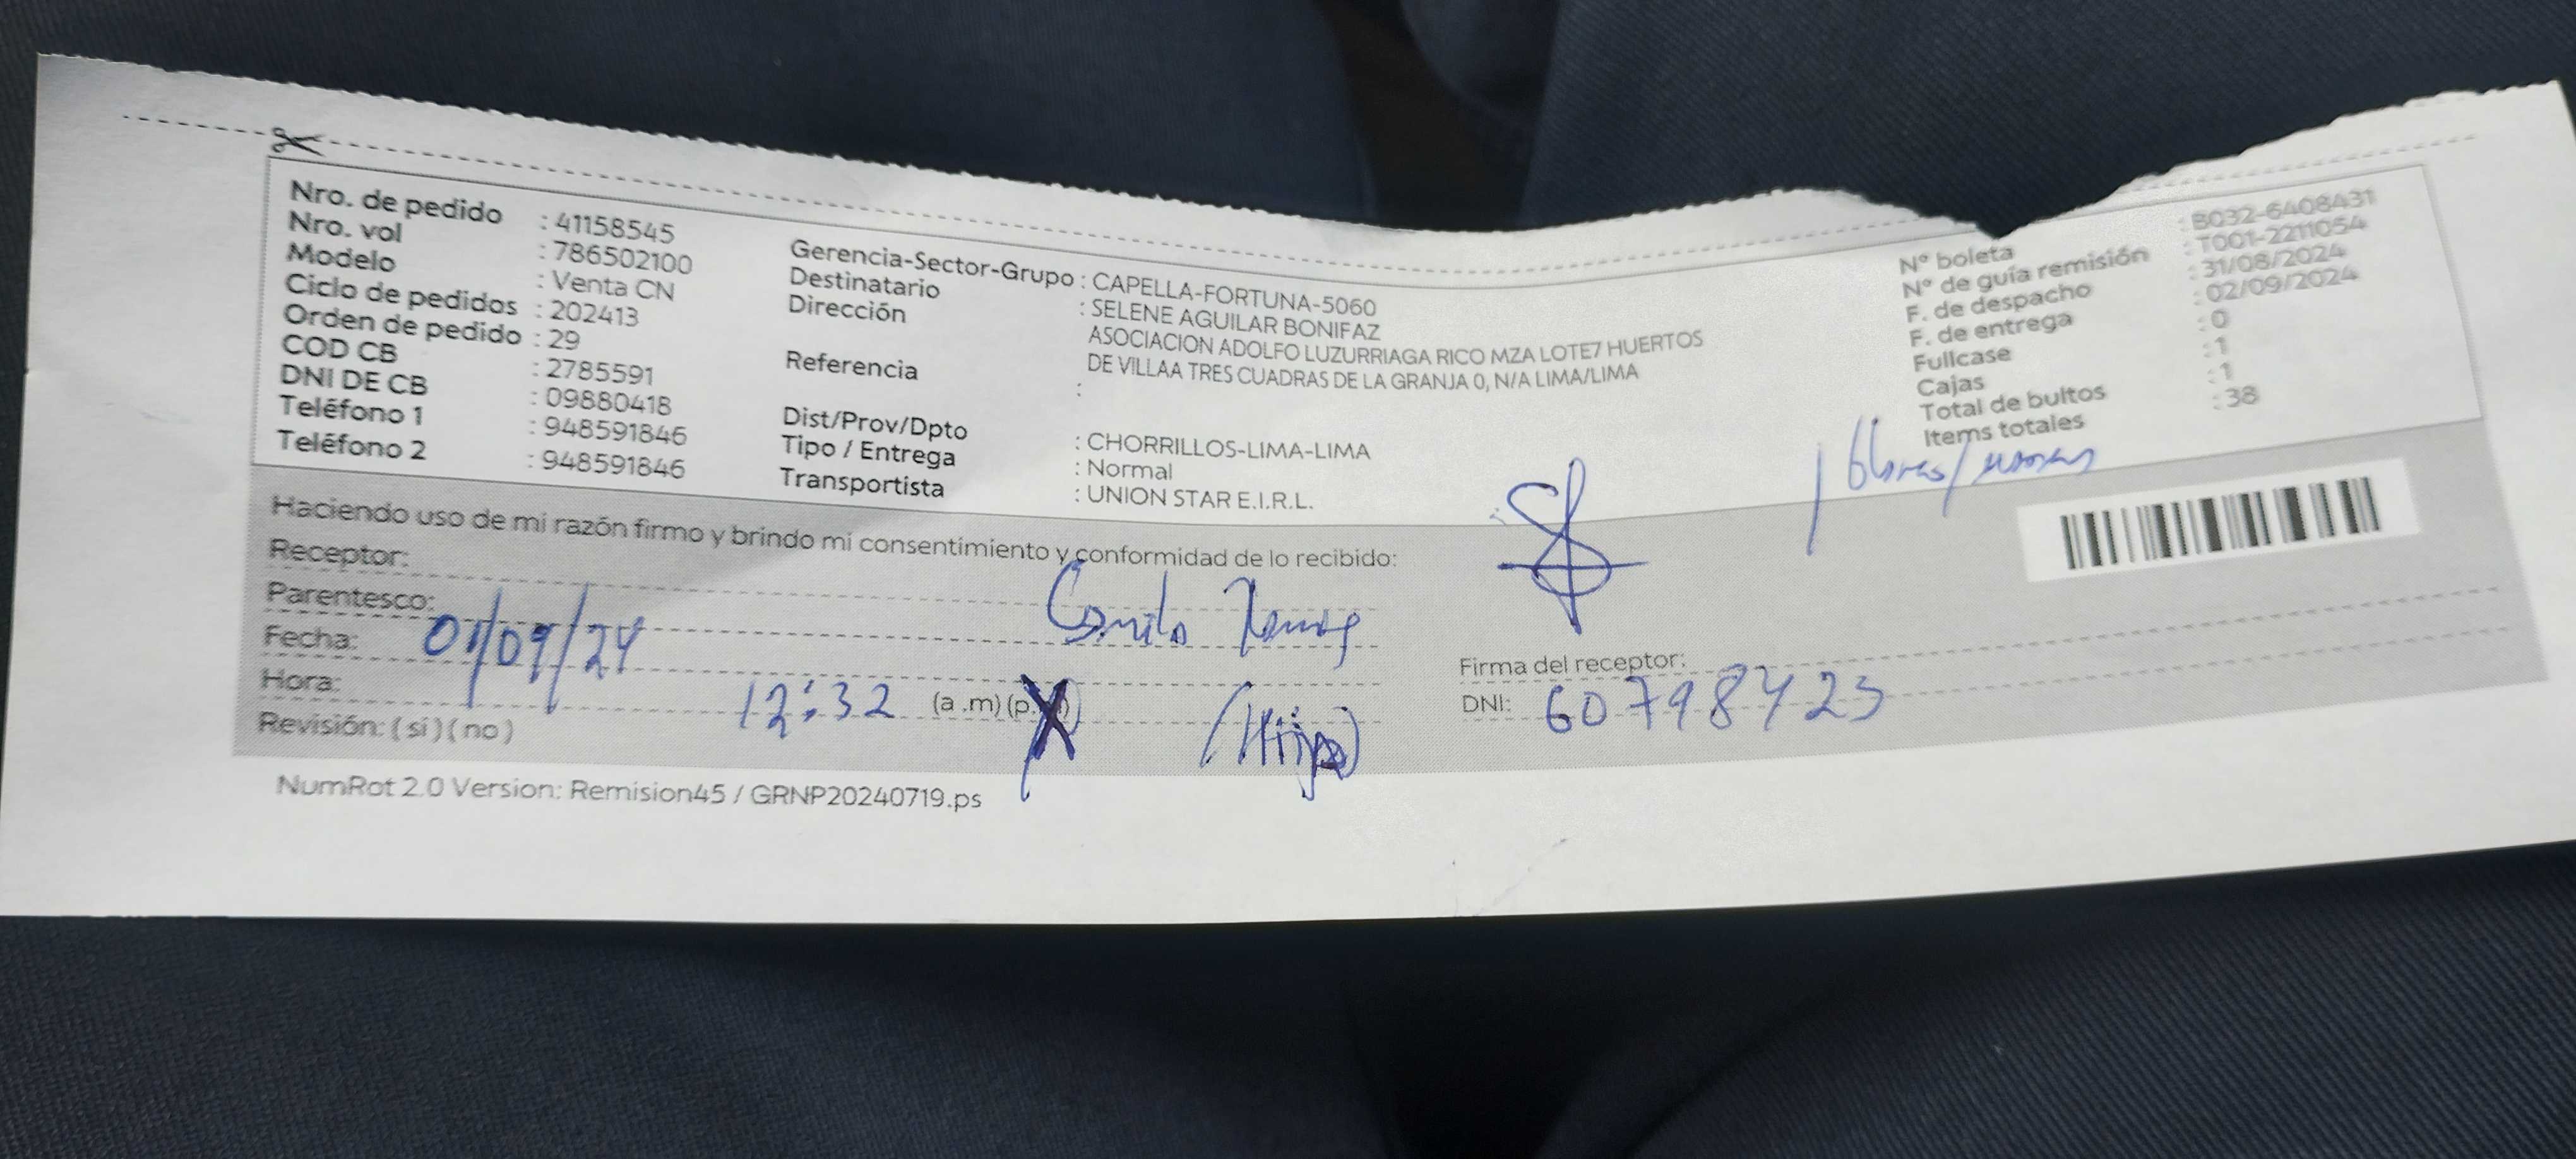 Nro. de pedido : 41158545
Nro. vol : 786502100
Modelo : Venta CN
Ciclo de pedidos : 202413
Orden de pedido : 29
COD CB : 2785591
DNI DE CB : 09880418
Teléfono 1 : 948591846
Teléfono 2 : 948591846
Gerencia-Sector-Grupo : CAPELLA-FORTUNA-5060
Destinatario : SELENE AGUILAR BONIFAZ
Dirección ASOCIACION ADOLFO LUZURRIAGA RICO MZA LOTE7 HUERTOS
DE VILLAA TRES CUADRAS DE LA GRANJA 0, N/A LIMA/LIMA
Referencia :
Dist/Prov/Dpto : CHORRILLOS-LIMA-LIMA
Tipo / Entrega : Normal
Transportista : UNION STAR E.I.R.L.
N° boleta : B032-6408431
N° de guía remisión : T001-2211054
F. de despacho : 31/08/2024
F. de entrega : 02/09/2024
Fullcase : 0
Cajas : 1
Total de bultos : 1
Items totales : 38
Haciendo uso de mi razón firmo y brindo mi consentimiento y conformidad de lo recibido:
Receptor:
Parentesco:
Fecha: 01/09/24
Hora: 12:32 (a .m) (p.
Revisión: ( si ) ( no )
(Hijo)
Firma del receptor:
DNI: 60798423
NumRot 2.0 Version: Remision45 / GRNP20240719.ps